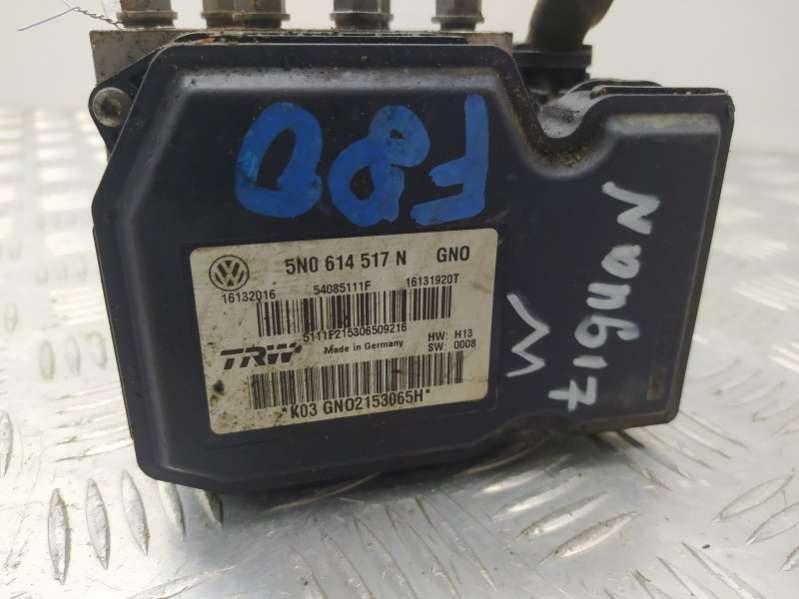 F80
5N0 614 517 N GNO
16132016 54085111F 16131920T
5111F215306509216
TRW Made in Germany HW: H13
SW: 0008
*K03 GNO2153065H*
Tiguan
M